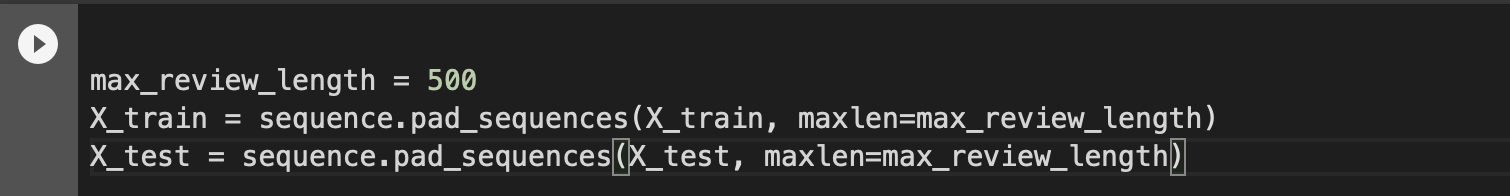 max_review_length = 500
X_train = sequence.pad_sequences(X_train, maxlen=max_review_length)
X_test = sequence.pad_sequences(X_test, maxlen=max_review_length)